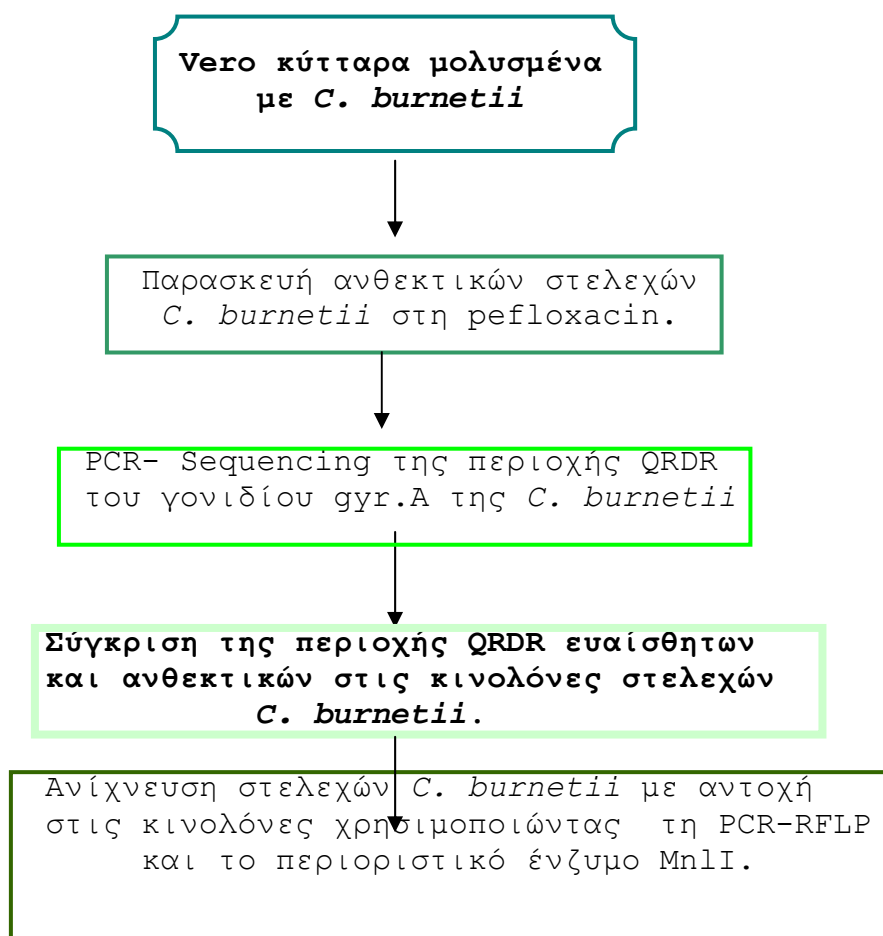 Vero κύτταρα μολυσμένα
με C. burnetii
Παρασκευή ανθεκτικών στελεχών
C. burnetii στη pefloxacin.
PCR- Sequencing της περιοχής QRDR
του γονιδίου gyr.A της C. burnetii
Σύγκριση της περιοχής QRDR ευαίσθητων
και ανθεκτικών στις κινολόνες στελεχών
C. burnetii.
Ανίχνευση στελεχών C. burnetii με αντοχή
στις κινολόνες χρησιμοποιώντας τη PCR-RFLP
και το περιοριστικό ένζυμο MnlI.